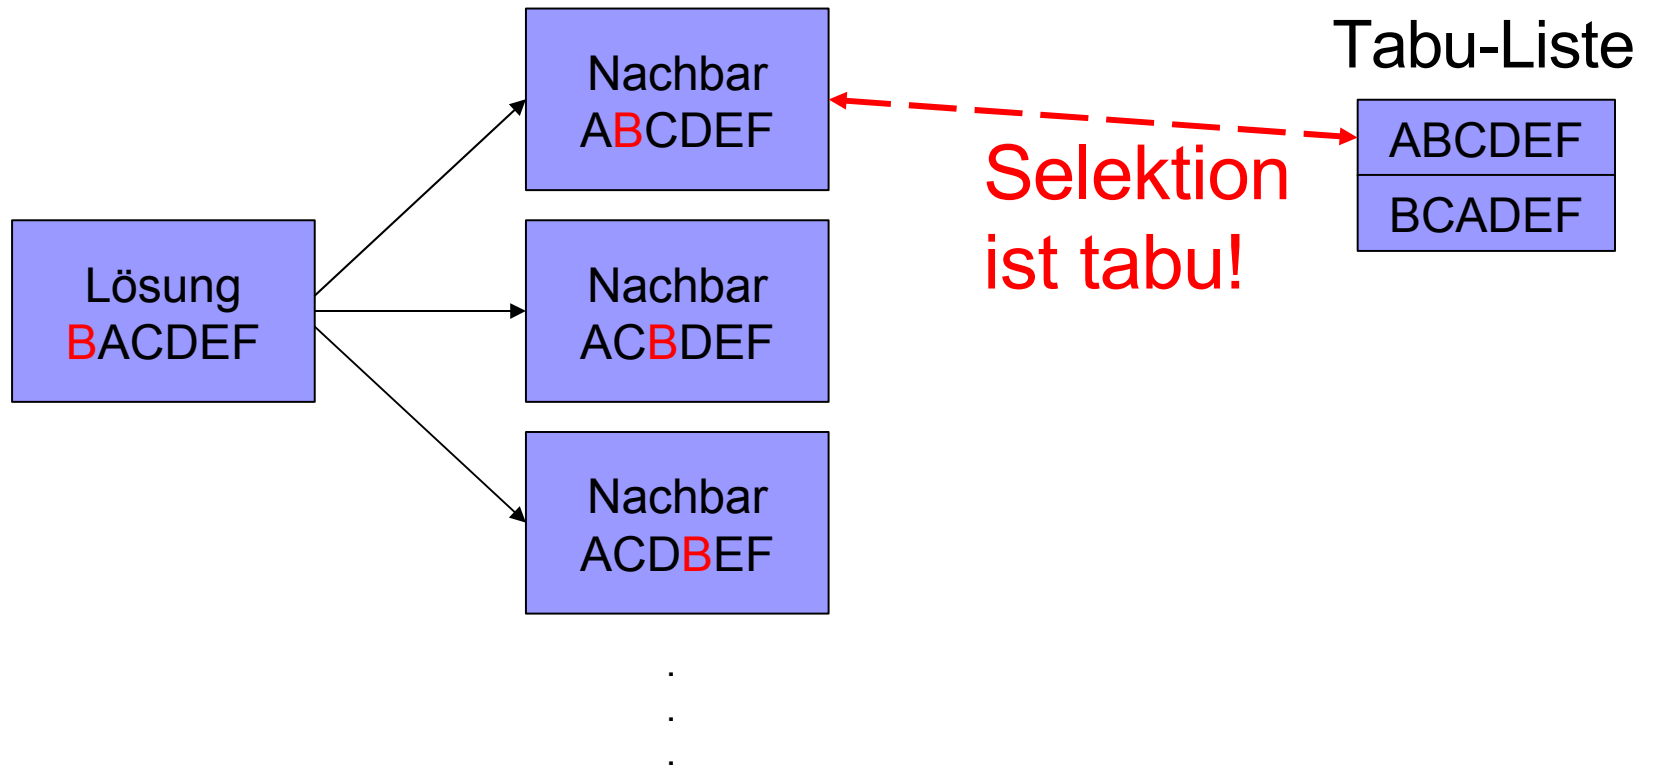 Lösung
BACDEF
Nachbar
ABCDEF
Nachbar
ACBDEF
Nachbar
ACDBEF
.
.
.
Selektion
ist tabu!
Tabu-Liste
ABCDEF
BCADEF